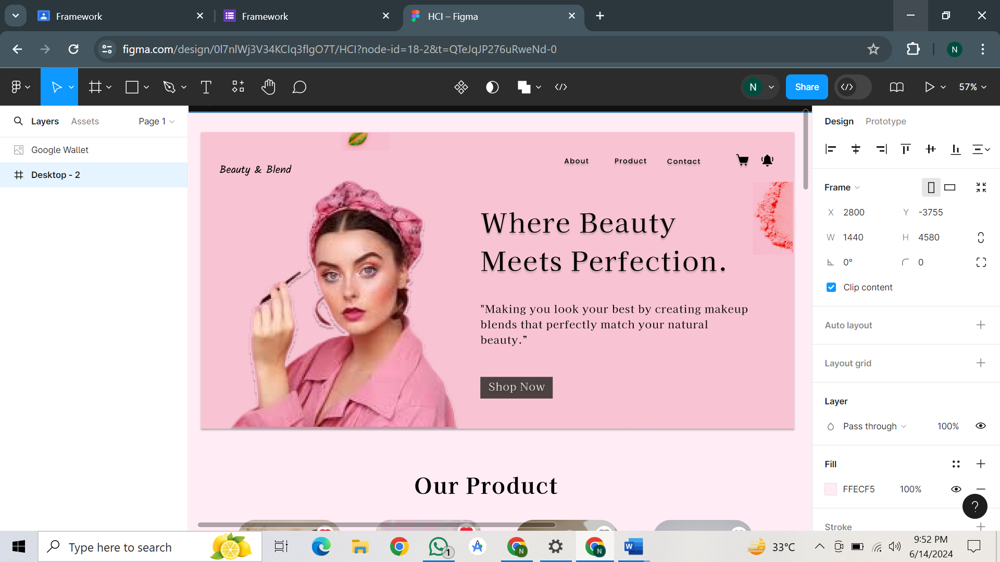 Framework
Framework
HCI – Figma
figma.com/design/0l7nlWj3V34KCIq3flgO7T/HCI?node-id=18-2&t=QTeJqJP276uRweNd-0
N
N
Share
57%
Layers
Assets
Page 1
Google Wallet
Desktop - 2
Beauty & Blend
About
Product
Contact
Where Beauty
Meets Perfection.
"Making you look your best by creating makeup
blends that perfectly match your natural
beauty.”
Shop Now
Our Product
Design
Prototype
Frame
X 2800
Y -3755
W 1440
H 4580
0°
0
Clip content
Auto layout
Layout grid
Layer
Pass through
100%
Fill
FFECF5
100%
?
Stroke
Type here to search
1
N
N
W
33°C
9:52 PM
6/14/2024